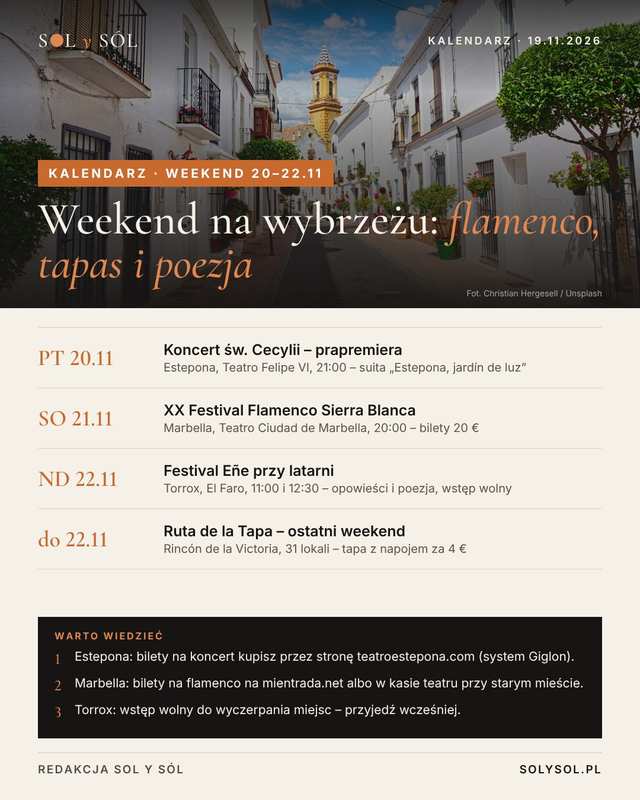 SOL y SÓL
KALENDARZ · 19.11.2026
KALENDARZ · WEEKEND 20–22.11
Weekend na wybrzeżu: flamenco,
tapas i poezja
Fot. Christian Hergesell / Unsplash
PT 20.11
Koncert św. Cecylii – prapremiera
Estepona, Teatro Felipe VI, 21:00 – suita „Estepona, jardín de luz”
SO 21.11
XX Festival Flamenco Sierra Blanca
Marbella, Teatro Ciudad de Marbella, 20:00 – bilety 20 €
ND 22.11
Festival Eñe przy latarni
Torrox, El Faro, 11:00 i 12:30 – opowieści i poezja, wstęp wolny
do 22.11
Ruta de la Tapa – ostatni weekend
Rincón de la Victoria, 31 lokali – tapa z napojem za 4 €
WARTO WIEDZIEĆ
1 Estepona: bilety na koncert kupisz przez stronę teatroestepona.com (system Giglon).
2 Marbella: bilety na flamenco na mientrada.net albo w kasie teatru przy starym mieście.
3 Torrox: wstęp wolny do wyczerpania miejsc – przyjedź wcześniej.
REDAKCJA SOL Y SÓL
SOLYSOL.PL